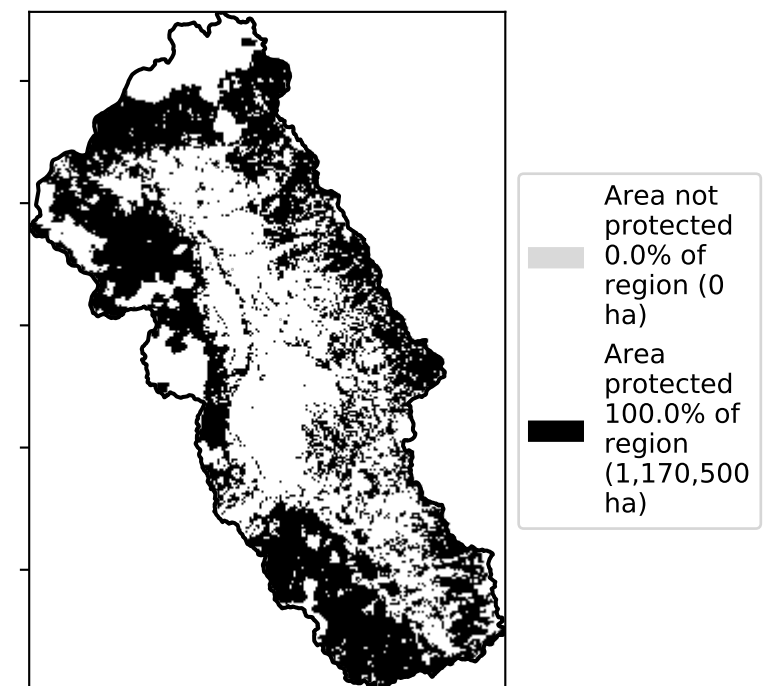 Area not
protected
0.0% of
region (0
ha)
Area
protected
100.0% of
region
(1,170,500
ha)